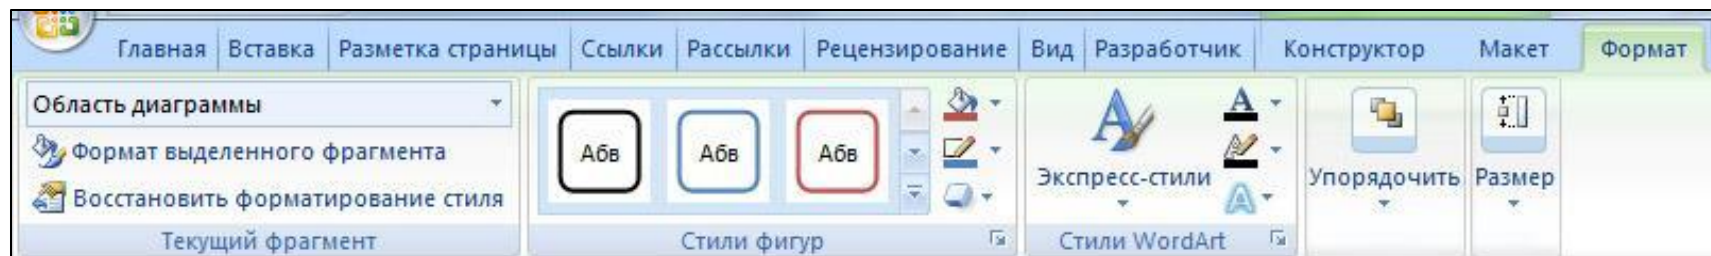 Главная Вставка Разметка страницы Ссылки Рассылки Рецензирование Вид Разработчик Конструктор Макет Формат
Область диаграммы
Формат выделенного фрагмента
Восстановить форматирование стиля
Текущий фрагмент
Абв Абв Абв
Стили фигур
Экспресс-стили
Стили WordArt
Упорядочить
Размер